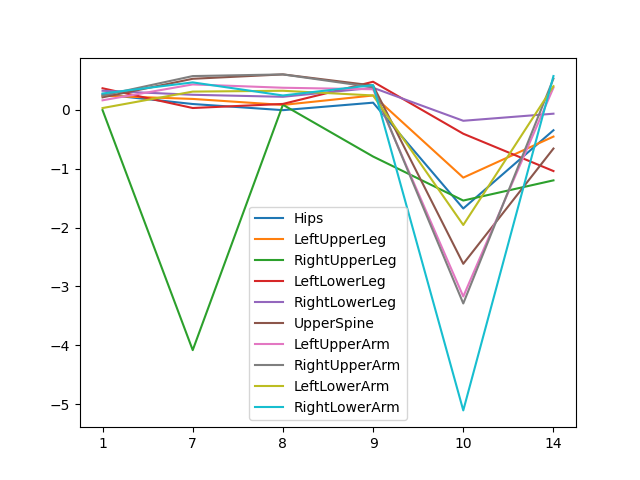 0
−1
−2
−3
−4
−5
Hips
LeftUpperLeg
RightUpperLeg
LeftLowerLeg
RightLowerLeg
UpperSpine
LeftUpperArm
RightUpperArm
LeftLowerArm
RightLowerArm
1 7 8 9 10 14